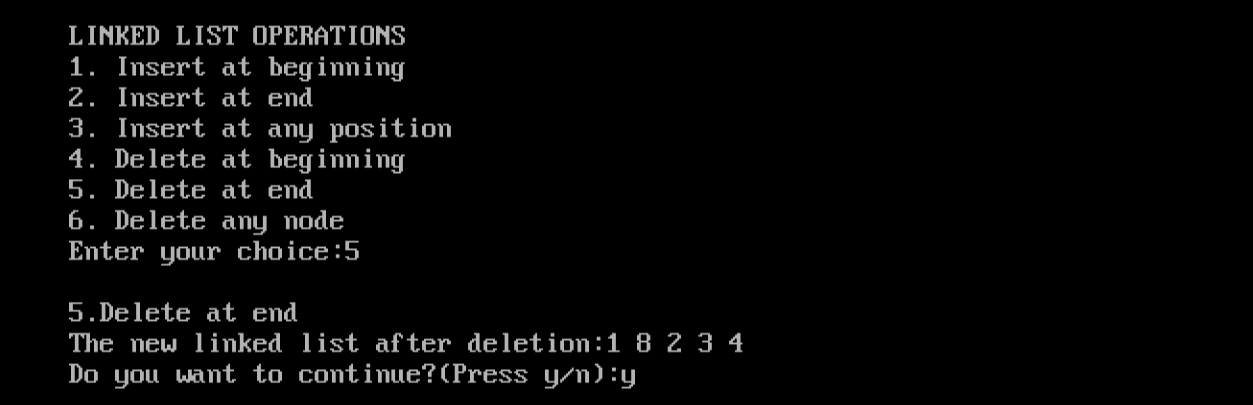 LINKED LIST OPERATIONS
1. Insert at beginning
2. Insert at end
3. Insert at any position
4. Delete at beginning
5. Delete at end
6. Delete any node
Enter your choice:5
5.Delete at end
The new linked list after deletion:1 8 2 3 4
Do you want to continue?(Press y/n):y